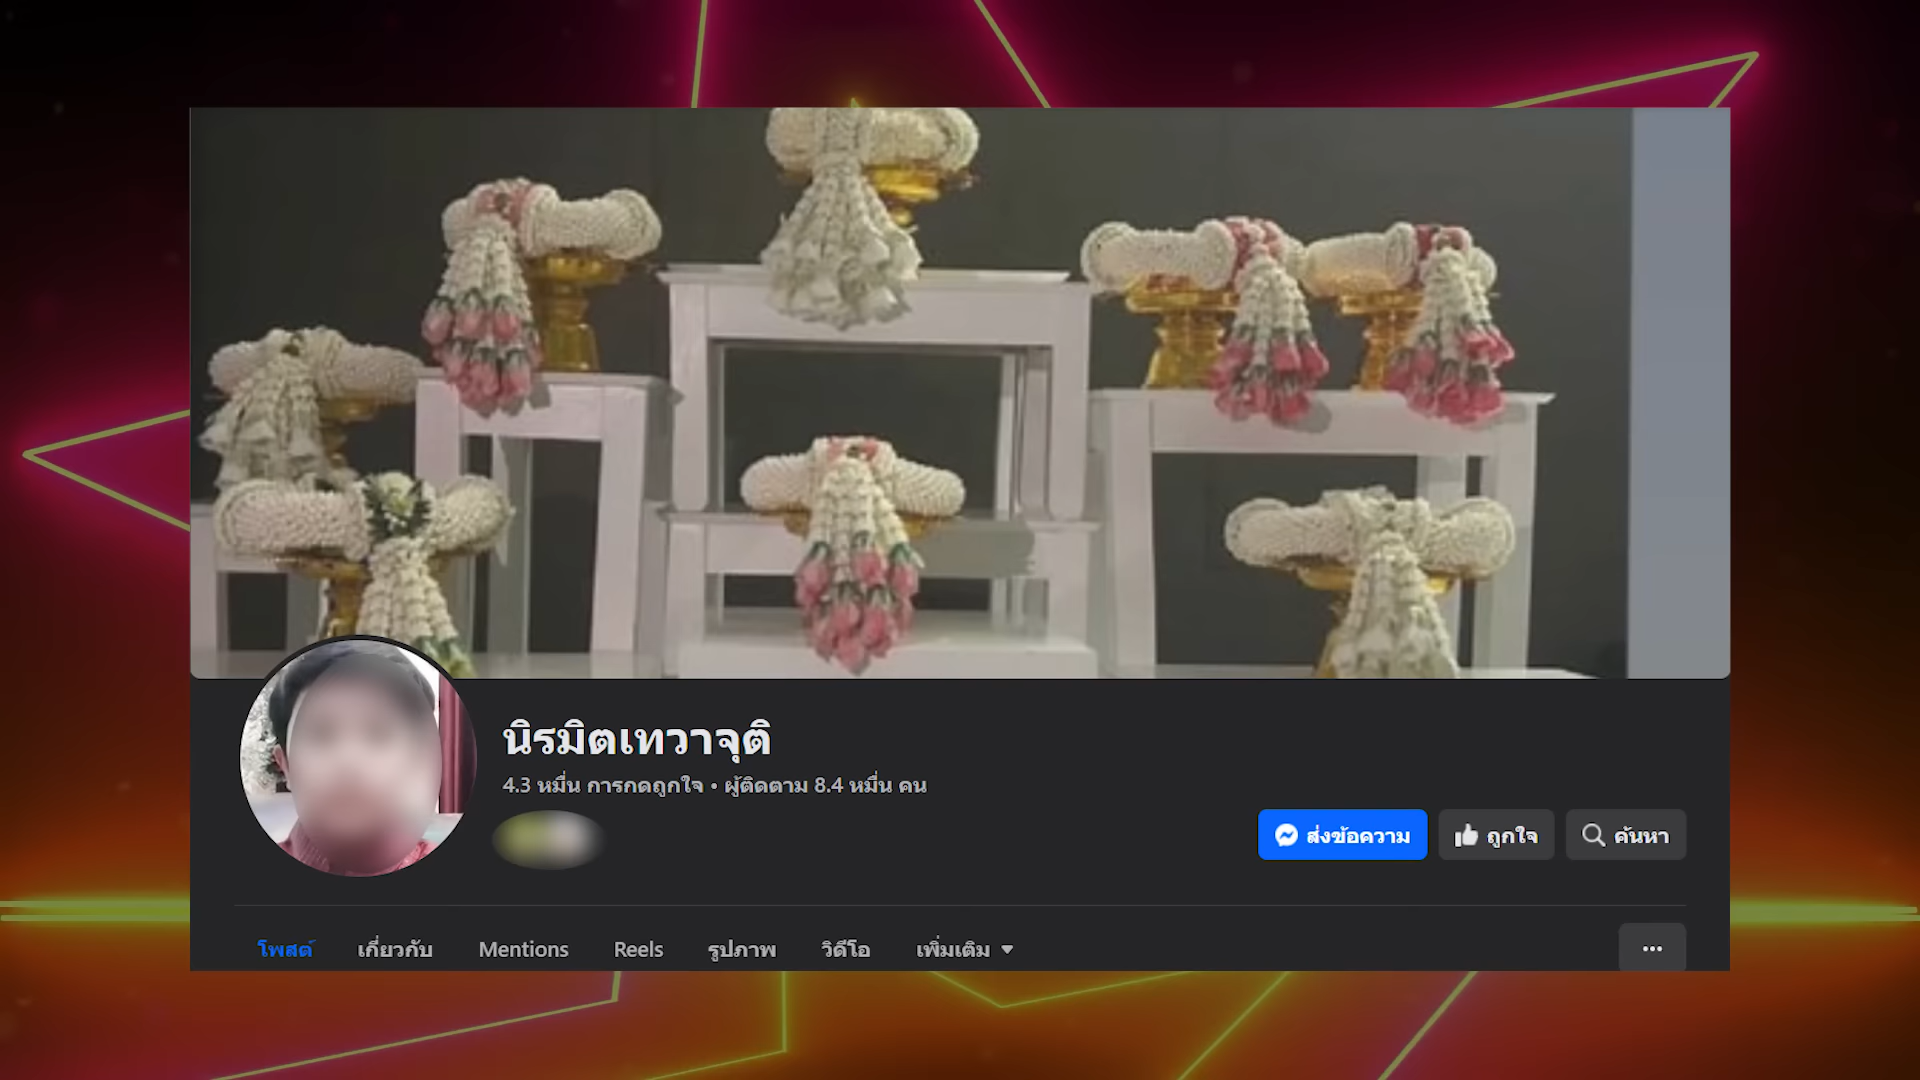 นิรมิตเทวาจุติ
4.3 หมื่น การกดถูกใจ • ผู้ติดตาม 8.4 หมื่น คน
ส่งข้อความ
ถูกใจ
ค้นหา
โพสต์ เกี่ยวกับ Mentions Reels รูปภาพ วิดีโอ เพิ่มเติม